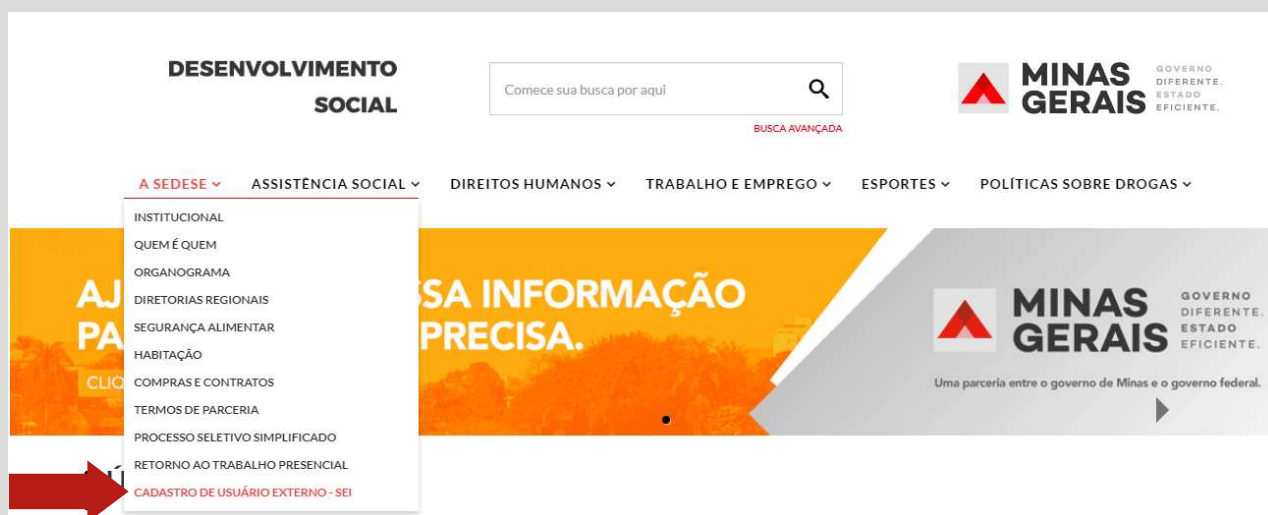 DESENVOLVIMENTO
SOCIAL
Comece sua busca por aqui
BUSCA AVANÇADA
MINAS
GERAIS
GOVERNO
DIFERENTE.
ESTADO
EFICIENTE.
A SEDESE ASSISTÊNCIA SOCIAL DIREITOS HUMANOS TRABALHO E EMPREGO ESPORTES POLÍTICAS SOBRE DROGAS
INSTITUCIONAL
QUEM É QUEM
ORGANOGRAMA
DIRETORIAS REGIONAIS
SEGURANÇA ALIMENTAR
HABITAÇÃO
COMPRAS E CONTRATOS
TERMOS DE PARCERIA
PROCESSO SELETIVO SIMPLIFICADO
RETORNO AO TRABALHO PRESENCIAL
CADASTRO DE USUÁRIO EXTERNO - SEI
AJ SA INFORMAÇÃO
PA PRECISA.
CLIQ
MINAS
GERAIS
GOVERNO
DIFERENTE.
ESTADO
EFICIENTE.
Uma parceria entre o governo de Minas e o governo federal.